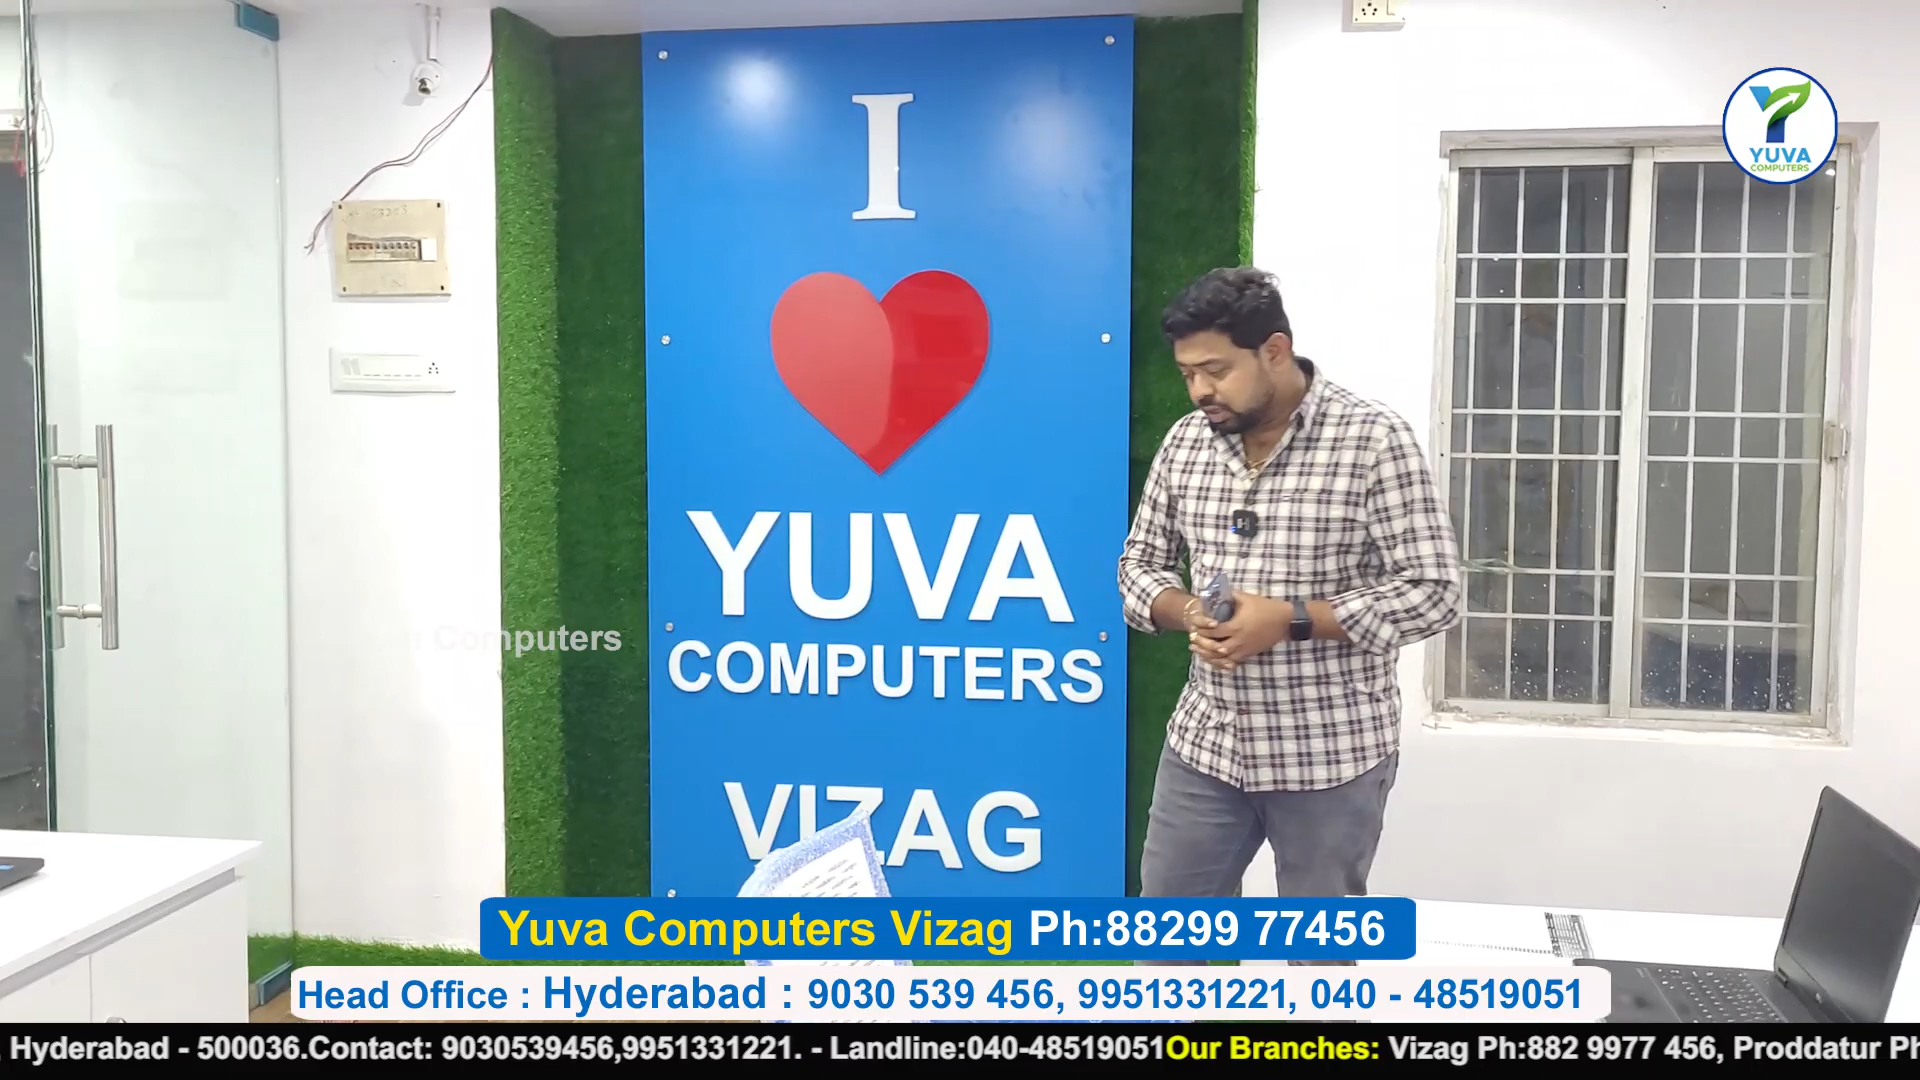 I
YUVA
COMPUTERS
VIZAG
YUVA
COMPUTERS
Computers
Yuva Computers Vizag Ph:88299 77456
Head Office : Hyderabad : 9030 539 456, 9951331221, 040 - 48519051
Hyderabad - 500036.Contact: 9030539456,9951331221. - Landline:040-48519051Our Branches: Vizag Ph:882 9977 456, Proddatur Ph